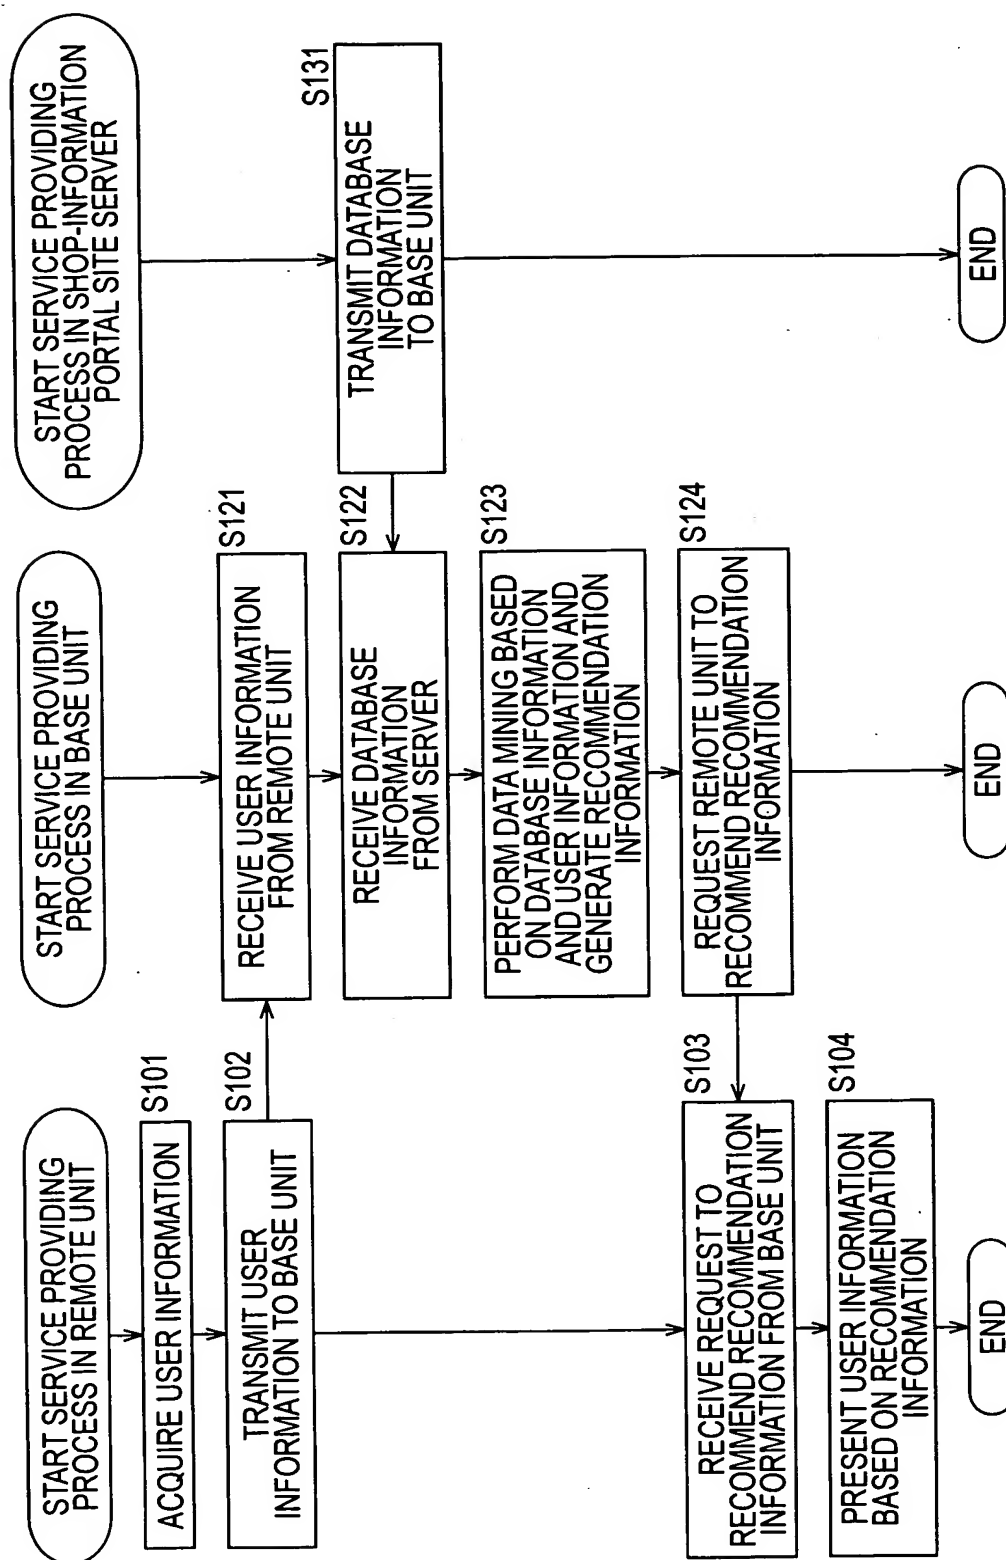 START SERVICE PROVIDING
PROCESS IN REMOTE UNIT
S101
ACQUIRE USER INFORMATION
S102
TRANSMIT USER
INFORMATION TO BASE UNIT
S103
RECEIVE REQUEST TO
RECOMMEND RECOMMENDATION
INFORMATION FROM BASE UNIT
S104
PRESENT USER INFORMATION
BASED ON RECOMMENDATION
INFORMATION
END
START SERVICE PROVIDING
PROCESS IN BASE UNIT
S121
RECEIVE USER INFORMATION
FROM REMOTE UNIT
S122
RECEIVE DATABASE
INFORMATION
FROM SERVER
S123
PERFORM DATA MINING BASED
ON DATABASE INFORMATION
AND USER INFORMATION AND
GENERATE RECOMMENDATION
INFORMATION
S124
REQUEST REMOTE UNIT TO
RECOMMEND RECOMMENDATION
INFORMATION
END
START SERVICE PROVIDING
PROCESS IN SHOP-INFORMATION
PORTAL SITE SERVER
S131
TRANSMIT DATABASE
INFORMATION
TO BASE UNIT
END